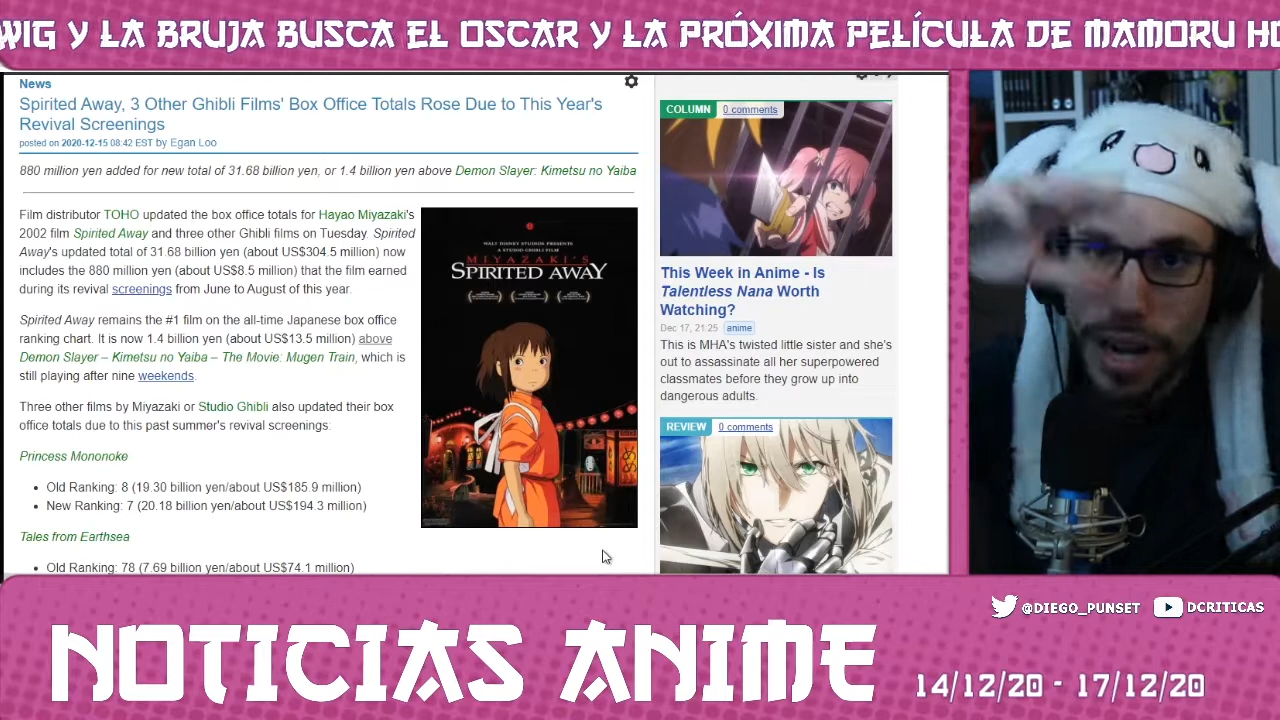 WIG Y LA BRUJA BUSCA EL OSCAR Y LA PRÓXIMA PELÍCULA DE MAMORU HO
News
Spirited Away, 3 Other Ghibli Films' Box Office Totals Rose Due to This Year's
Revival Screenings
posted on 2020-12-15 08:42 EST by Egan Loo
880 million yen added for new total of 31.68 billion yen, or 1.4 billion yen above Demon Slayer: Kimetsu no Yaiba
Film distributor TOHO updated the box office totals for Hayao Miyazaki's
2002 film Spirited Away and three other Ghibli films on Tuesday. Spirited
Away's updated total of 31.68 billion yen (about US$304.5 million) now
includes the 880 million yen (about US$8.5 million) that the film earned
during its revival screenings from June to August of this year.
Spirited Away remains the #1 film on the all-time Japanese box office
ranking chart. It is now 1.4 billion yen (about US$13.5 million) above
Demon Slayer – Kimetsu no Yaiba – The Movie: Mugen Train, which is
still playing after nine weekends.
Three other films by Miyazaki or Studio Ghibli also updated their box
office totals due to this past summer's revival screenings:
Princess Mononoke
• Old Ranking: 8 (19.30 billion yen/about US$185.9 million)
• New Ranking: 7 (20.18 billion yen/about US$194.3 million)
Tales from Earthsea
• Old Ranking: 78 (7.69 billion yen/about US$74.1 million)
WALT DISNEY STUDIOS PRESENTS
A STUDIO GHIBLI FILM
MIYAZAKI'S
SPIRITED AWAY
COLUMN 0 comments
This Week in Anime - Is
Talentless Nana Worth
Watching?
Dec 17, 21:25 anime
This is MHA's twisted little sister and she's
out to assassinate all her superpowered
classmates before they grow up into
dangerous adults.
REVIEW 0 comments
@DIEGO_PUNSET DCRITICAS
NOTICIAS ANIME
14/12/20 - 17/12/20